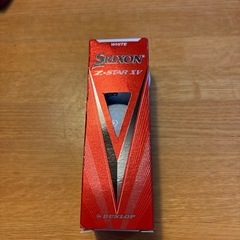 WHITE
SRIXON
Z-STAR XV
DUNLOP